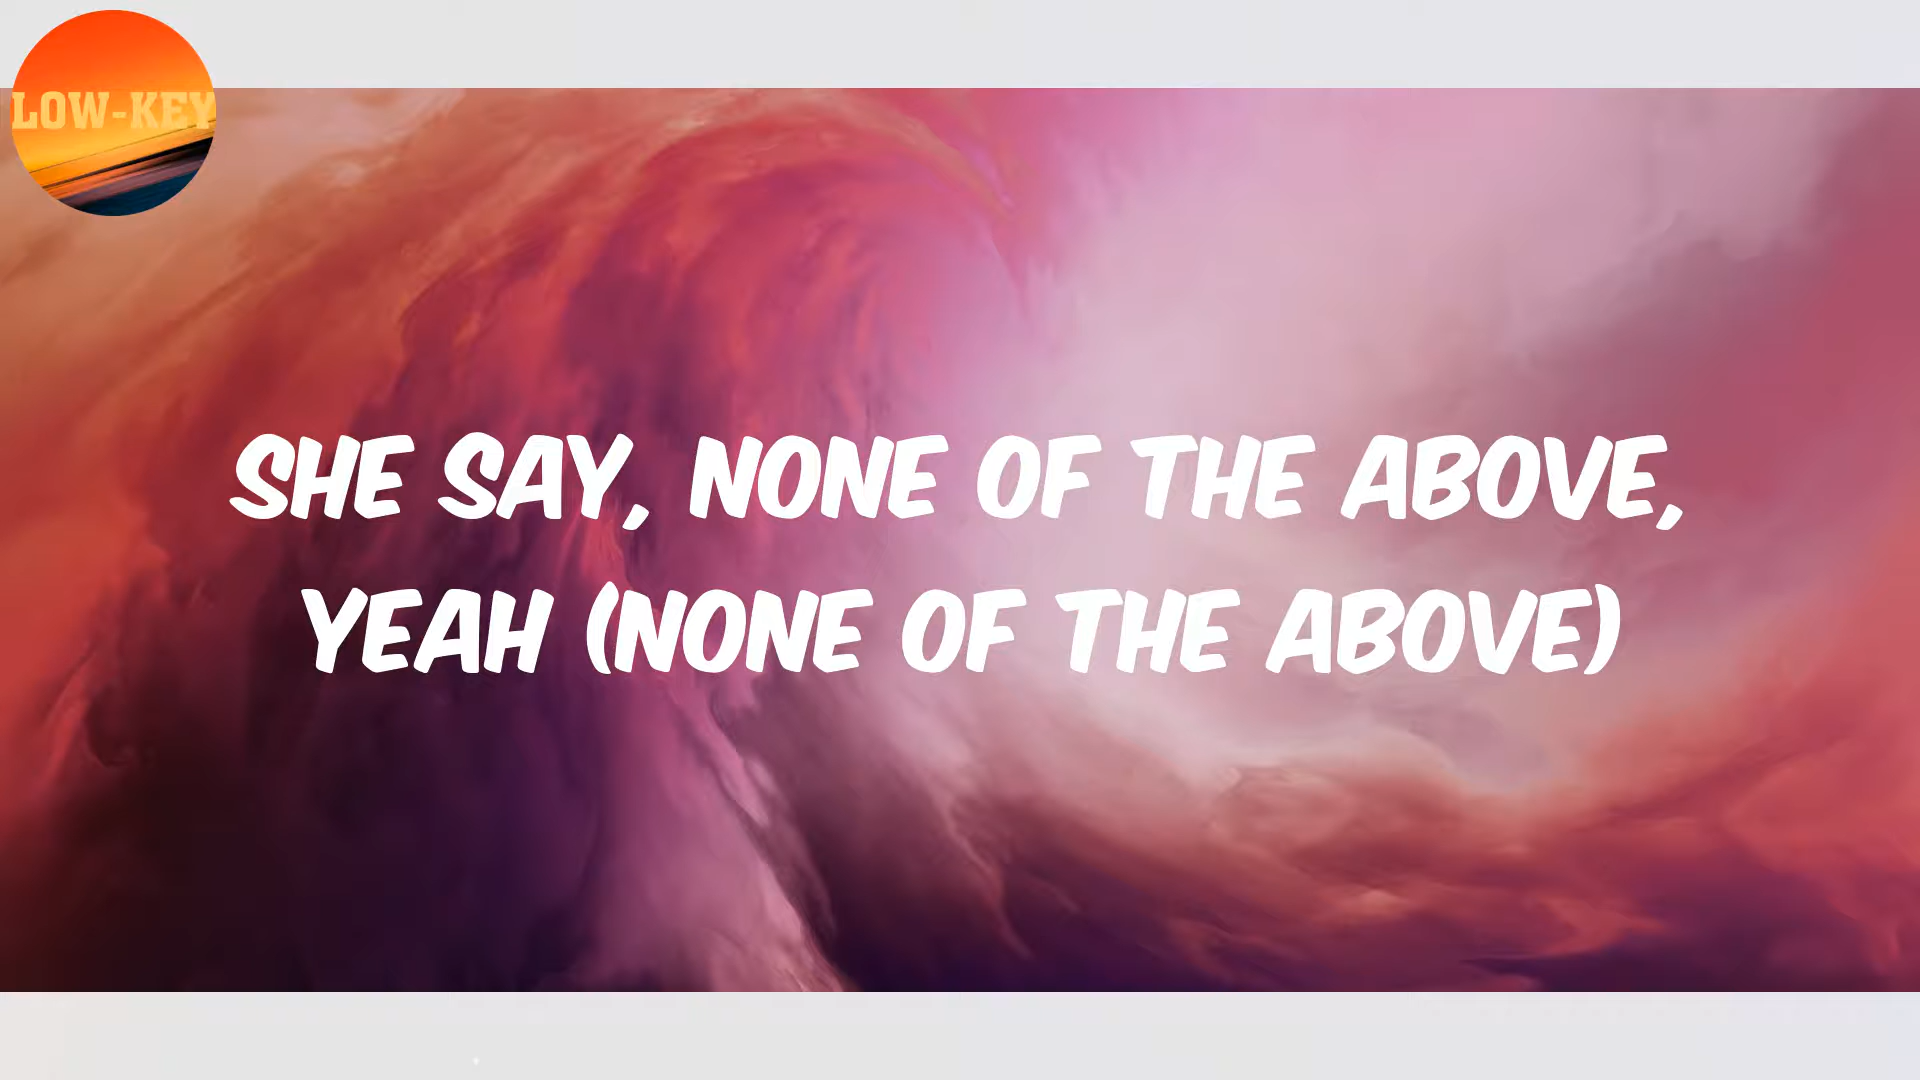 LOW-KEY
SHE SAY, NONE OF THE ABOVE,
YEAH (NONE OF THE ABOVE)